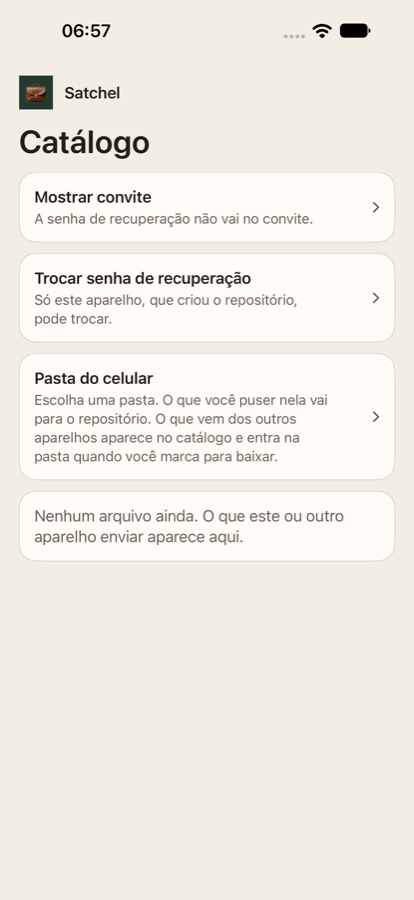 06:57
Satchel
Catálogo
Mostrar convite
A senha de recuperação não vai no convite.
Trocar senha de recuperação
Só este aparelho, que criou o repositório,
pode trocar.
Pasta do celular
Escolha uma pasta. O que você puser nela vai
para o repositório. O que vem dos outros
aparelhos aparece no catálogo e entra na
pasta quando você marca para baixar.
Nenhum arquivo ainda. O que este ou outro
aparelho enviar aparece aqui.